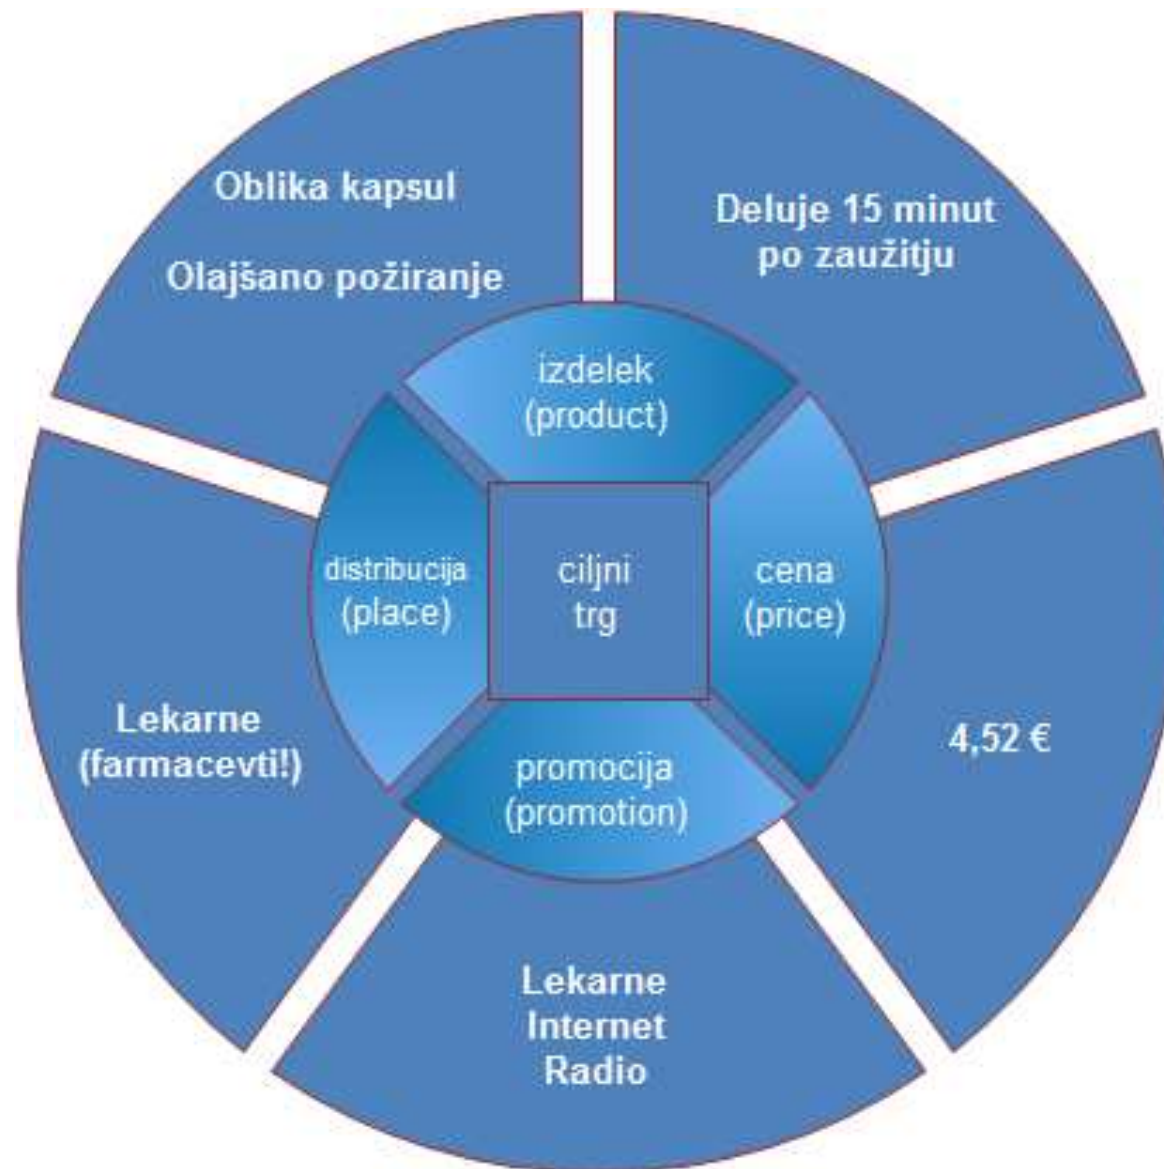 Oblika kapsul
Olajšano požiranje
Deluje 15 minut
po zaužitju
izdelek
(product)
distribucija
(place)
ciljni
trg
cena
(price)
Lekarne
(farmacevti!)
4,52 €
promocija
(promotion)
Lekarne
Internet
Radio